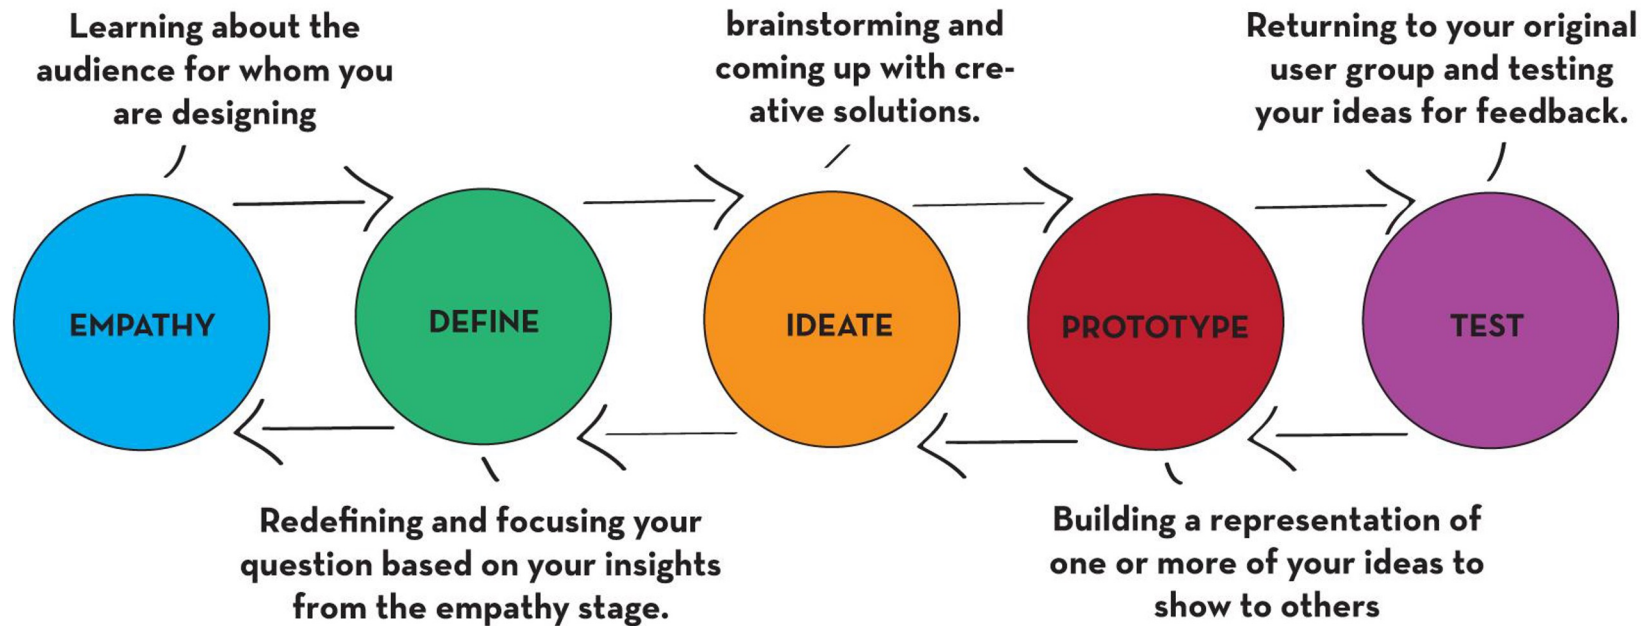 Learning about the
audience for whom you
are designing
brainstorming and
coming up with cre-
ative solutions.
Returning to your original
user group and testing
your ideas for feedback.
EMPATHY
DEFINE
IDEATE
PROTOTYPE
TEST
Redefining and focusing your
question based on your insights
from the empathy stage.
Building a representation of
one or more of your ideas to
show to others